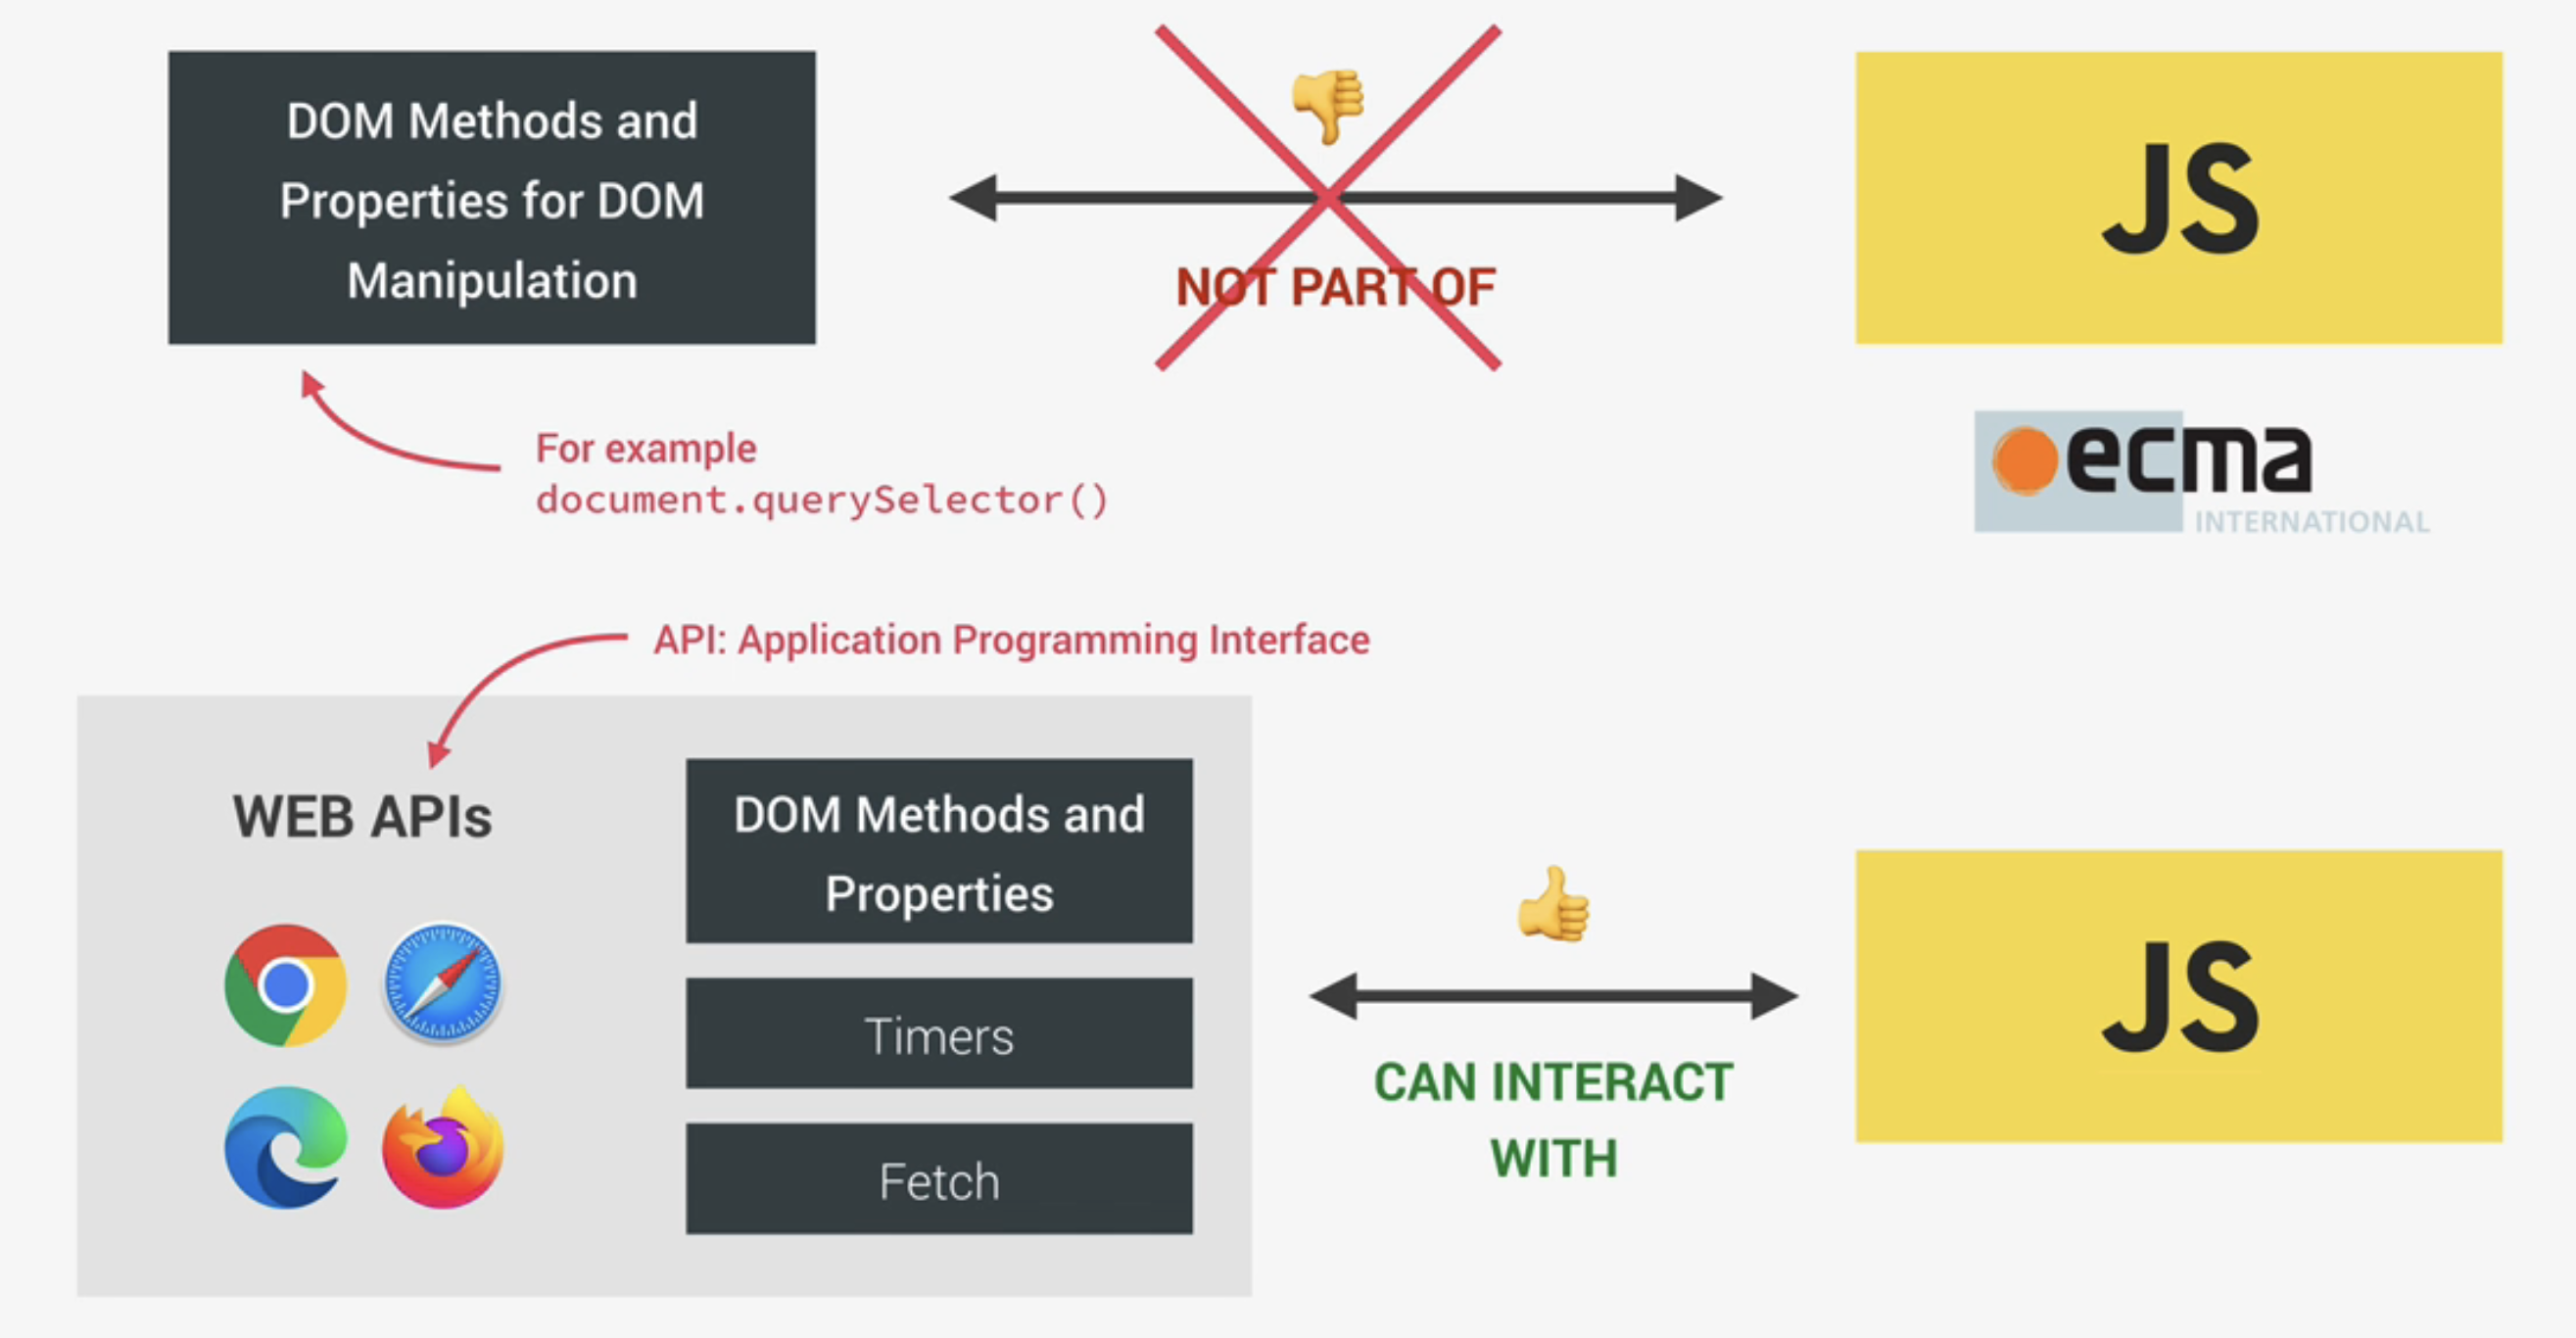 DOM Methods and
Properties for DOM
Manipulation
NOT PART OF
JS
ecma
INTERNATIONAL
For example
document.querySelector()
API: Application Programming Interface
WEB APIs
DOM Methods and
Properties
Timers
Fetch
CAN INTERACT
WITH
JS